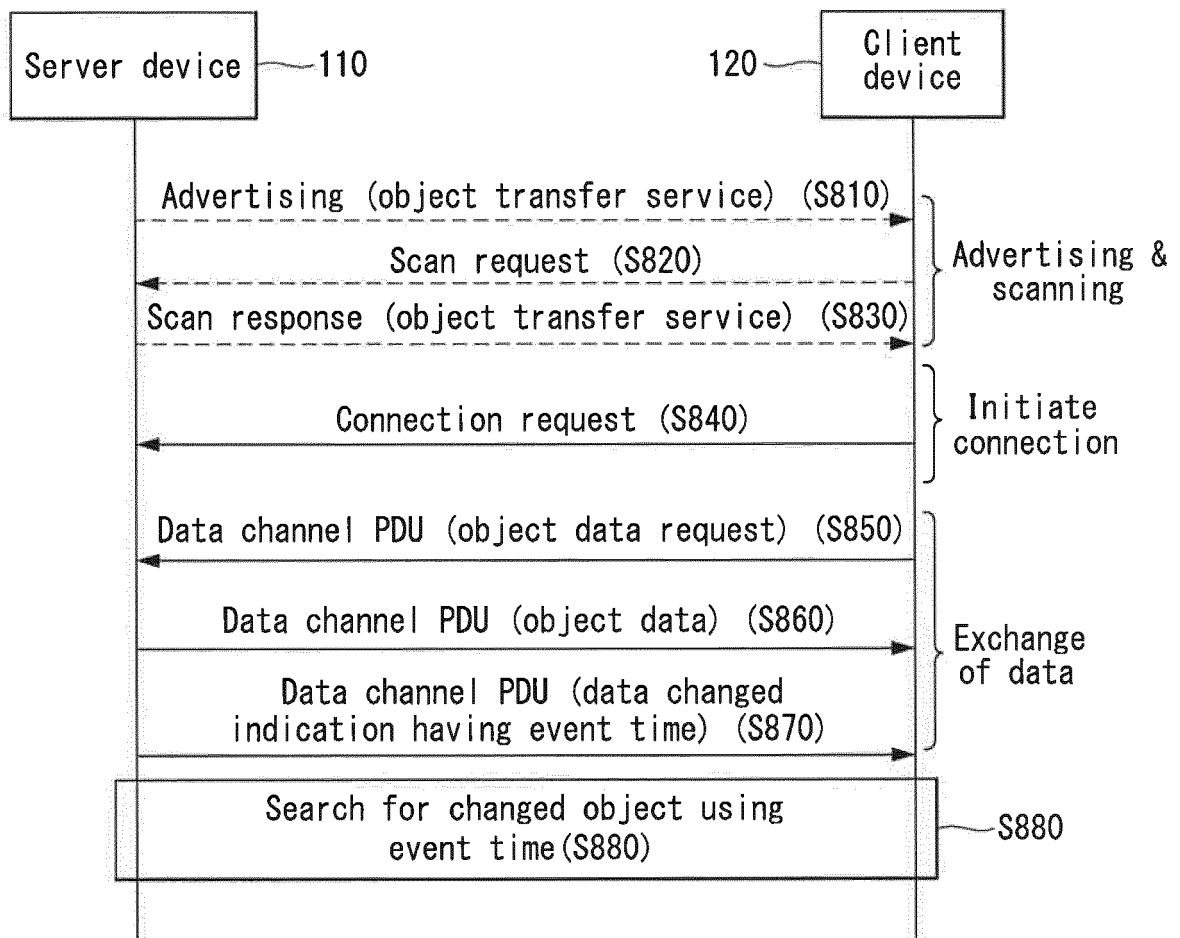 Server device
110
120
Client
device
Advertising (object transfer service) (S810)
Scan request (S820)
Scan response (object transfer service) (S830)
Advertising &
scanning
Connection request (S840)
Initiate
connection
Data channel PDU (object data request) (S850)
Data channel PDU (object data) (S860)
Data channel PDU (data changed
indication having event time) (S870)
Exchange
of data
Search for changed object using
event time(S880)
S880